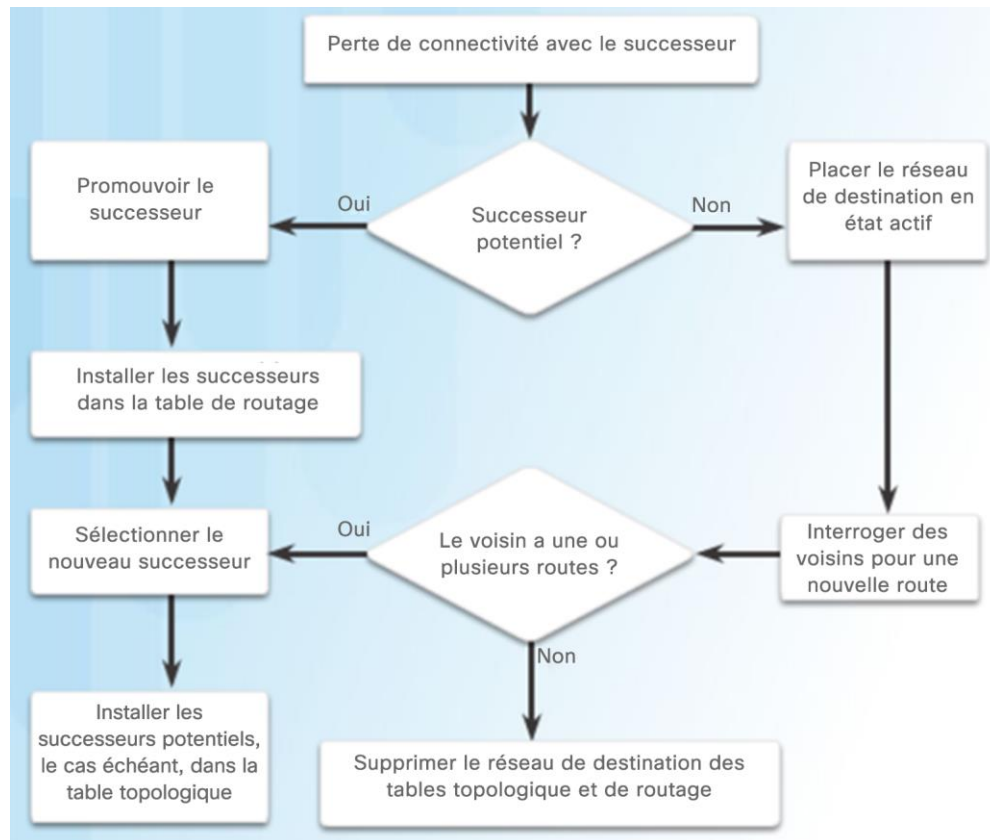 Perte de connectivité avec le successeur
Promouvoir le
successeur
Oui
Successeur
potentiel ?
Non
Placer le réseau
de destination en
état actif
Installer les successeurs
dans la table de routage
Sélectionner le
nouveau successeur
Oui
Le voisin a une ou
plusieurs routes ?
Interroger des
voisins pour une
nouvelle route
Non
Installer les
successeurs potentiels,
le cas échéant, dans la
table topologique
Supprimer le réseau de destination des
tables topologique et de routage